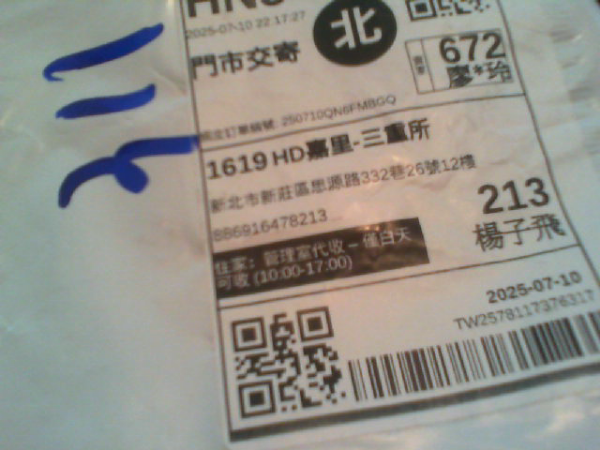 2025-07-10 22:17:27
北
門市交寄
672
廖*玲
250710QN6FMBGQ
1619 HD嘉里-三重所
新北市新莊區思源路332巷26號12樓
886916478213
213
楊子飛
住家: 管理室代收 – 僅白天
可收 (10:00-17:00)
2025-07-10
TW2578117376317